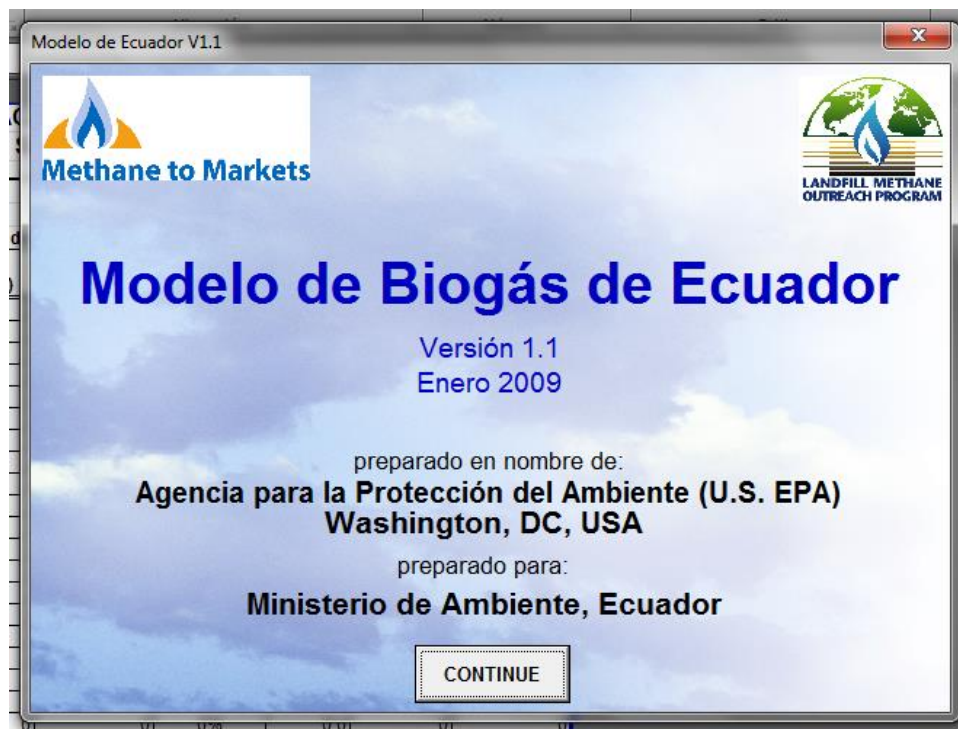 Modelo de Ecuador V1.1
Methane to Markets
LANDFILL METHANE
OUTREACH PROGRAM
Modelo de Biogás de Ecuador
Versión 1.1
Enero 2009
preparado en nombre de:
Agencia para la Protección del Ambiente (U.S. EPA)
Washington, DC, USA
preparado para:
Ministerio de Ambiente, Ecuador
CONTINUE